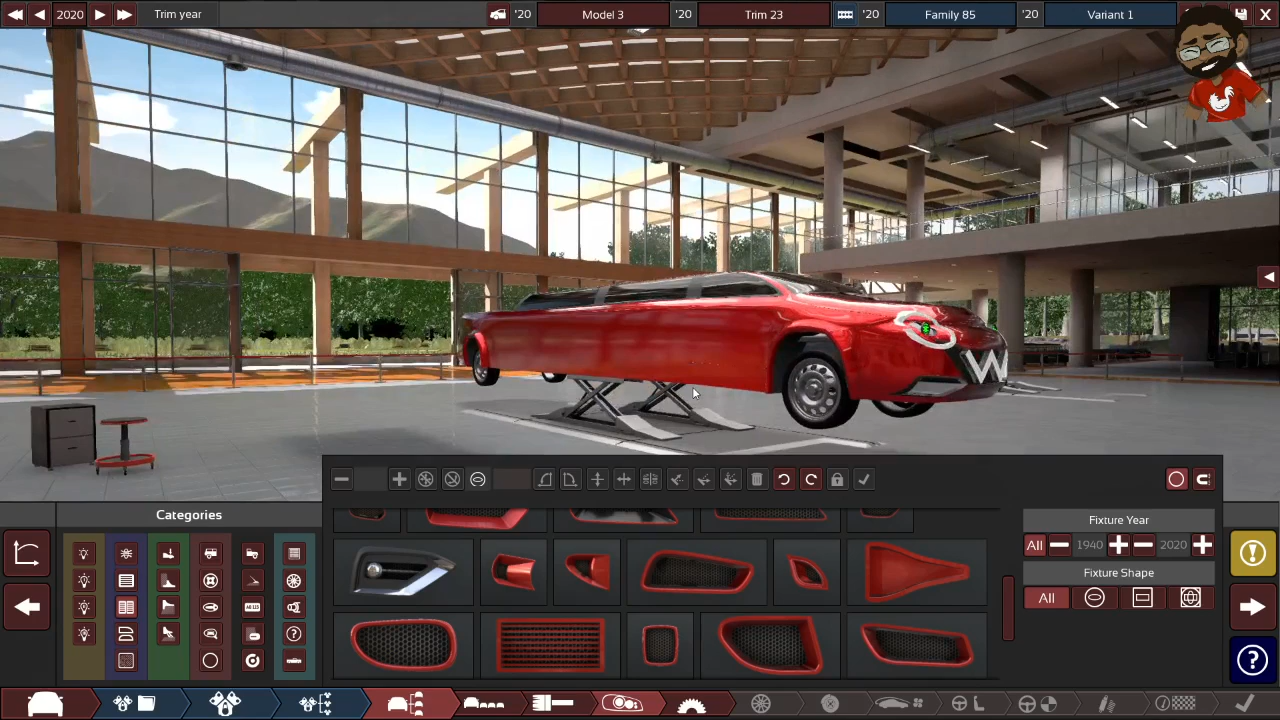 2020 Trim year '20 Model 3 '20 Trim 23 '20 Family 85 '20 Variant 1
W
Categories
Fixture Year
All 1940 2020
Fixture Shape
All